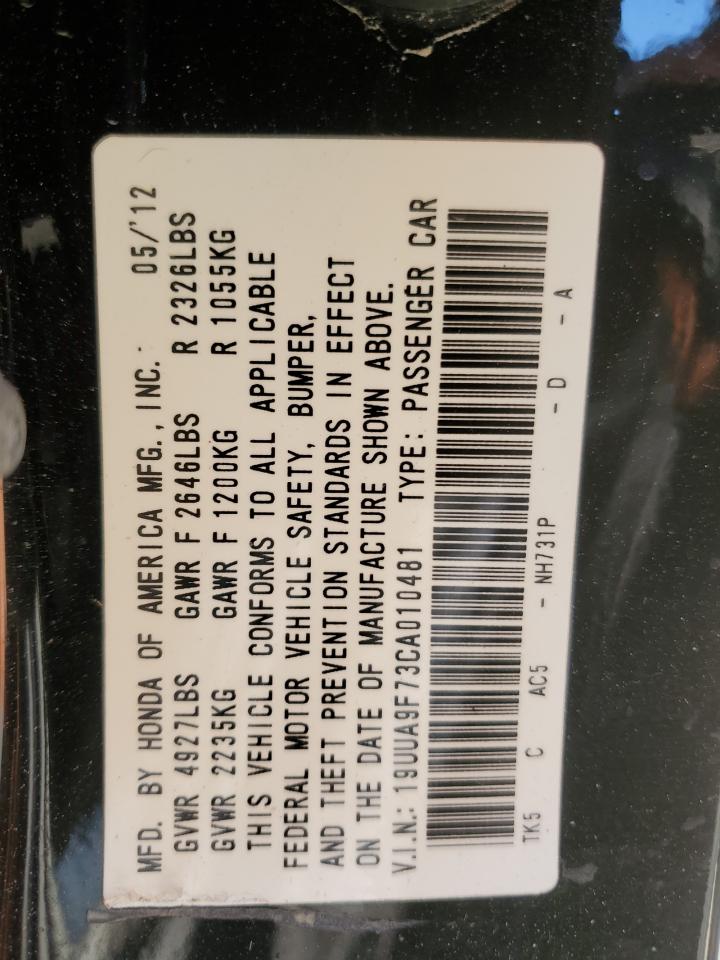 MFD. BY HONDA OF AMERICA MFG., INC. 05/'12
GVWR 4927LBS GAWR F 2646LBS R 2326LBS
GVWR 2235KG GAWR F 1200KG R 1055KG
THIS VEHICLE CONFORMS TO ALL APPLICABLE
FEDERAL MOTOR VEHICLE SAFETY, BUMPER,
AND THEFT PREVENTION STANDARDS IN EFFECT
ON THE DATE OF MANUFACTURE SHOWN ABOVE.
V.I.N.: 19UUA9F73CA010481 TYPE: PASSENGER CAR
TK5 C AC5 - NH731P - D - A